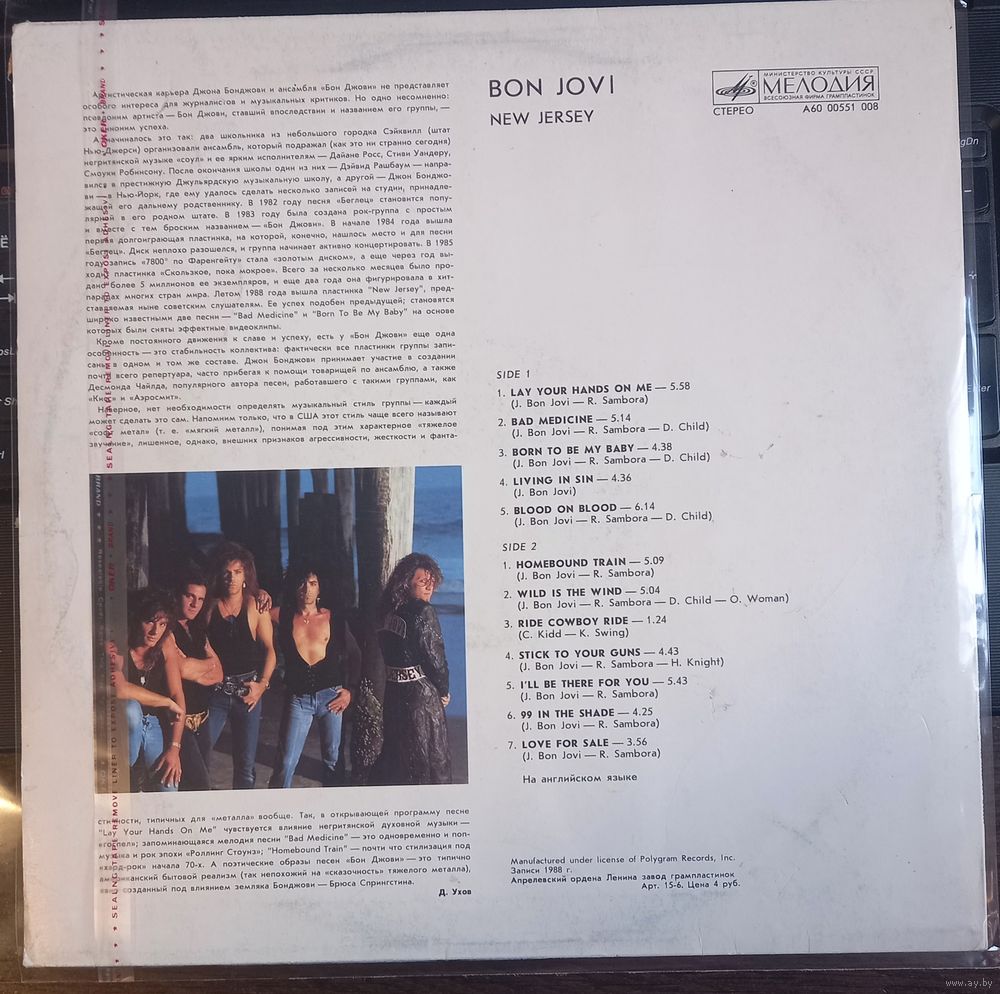 Артистическая карьера Джона Бонджови и ансамбля «Бон Джови» не представляет
особого интереса для журналистов и музыкальных критиков. Но одно несомненно:
псевдоним артиста — Бон Джови, ставший впоследствии и названием его группы, —
это синоним успеха.
А начиналось это так: два школьника из небольшого городка Сэйквилл (штат
Нью-Джерси) организовали ансамбль, который подражал (как это ни странно сегодня)
негритянской музыке «соул» и ее ярким исполнителям — Дайане Росс, Стиви Уандеру,
Смоуки Робинсону. После окончания школы один из них — Дэйвид Рашбаум — напра-
вился в престижную Джульярдскую музыкальную школу, а другой — Джон Бонджо-
ви — в Нью-Йорк, где ему удалось сделать несколько записей на студии, принадле-
жащей его дальнему родственнику. В 1982 году песня «Беглец» становится попу-
лярной в его родном штате. В 1983 году была создана рок-группа с простым
и вместе с тем броским названием — «Бон Джови». В начале 1984 года вышла
первая долгоиграющая пластинка, на которой, конечно, нашлось место и для песни
«Беглец». Диск неплохо разошелся, и группа начинает активно концертировать. В 1985
году запись «7800° по Фаренгейту» стала «золотым диском», а еще через год вы-
ходит пластинка «Скользкое, пока мокрое». Всего за несколько месяцев было про-
дано более 5 миллионов ее экземпляров, и еще два года она фигурировала в хит-
парадах многих стран мира. Летом 1988 года вышла пластинка "New Jersey", пред-
ставляемая ныне советским слушателям. Ее успех подобен предыдущей; становятся
широко известными две песни — "Bad Medicine" и "Born To Be My Baby" на основе
которых были сняты эффектные видеоклипы.
Кроме постоянного движения к славе и успеху, есть у «Бон Джови» еще одна
особенность — это стабильность коллектива: фактически все пластинки группы запи-
саны в одном и том же составе. Джон Бонджови принимает участие в создании
почти всего репертуара, часто прибегая к помощи товарищей по ансамблю, а также
Десмонда Чайлда, популярного автора песен, работавшего с такими группами, как
«Кисс» и «Аэросмит».
Наверное, нет необходимости определять музыкальный стиль группы — каждый
может сделать это сам. Напомним только, что в США этот стиль чаще всего называют
«софт метал» (т. е. «мягкий металл»), понимая под этим характерное «тяжелое
звучание», лишенное, однако, внешних признаков агрессивности, жесткости и фанта-
стичности, типичных для «металла» вообще. Так, в открывающей программу песне
"Lay Your Hands On Me" чувствуется влияние негритянской духовной музыки —
«госпел»; запоминающаяся мелодия песни "Bad Medicine" — это одновременно и поп-
музыка и рок эпохи «Роллинг Стоунз»; "Homebound Train" — почти что стилизация под
«хард-рок» начала 70-х. А поэтические образы песен «Бон Джови» — это типично
американский бытовой реализм (так непохожий на «сказочность» тяжелого металла),
созданный под влиянием земляка Бонджови — Брюса Спрингстина.
Д. Ухов
BON JOVI
NEW JERSEY
МИНИСТЕРСТВО КУЛЬТУРЫ СССР
МЕЛОДИЯ
ВСЕСОЮЗНАЯ ФИРМА ГРАМПЛАСТИНОК
СТЕРЕО А60 00551 008
SIDE 1
1. LAY YOUR HANDS ON ME — 5.58
(J. Bon Jovi — R. Sambora)
2. BAD MEDICINE — 5.14
(J. Bon Jovi — R. Sambora — D. Child)
3. BORN TO BE MY BABY — 4.38
(J. Bon Jovi — R. Sambora — D. Child)
4. LIVING IN SIN — 4.36
(J. Bon Jovi)
5. BLOOD ON BLOOD — 6.14
(J. Bon Jovi — R. Sambora — D. Child)
SIDE 2
1. HOMEBOUND TRAIN — 5.09
(J. Bon Jovi — R. Sambora)
2. WILD IS THE WIND — 5.04
(J. Bon Jovi — R. Sambora — D. Child — O. Woman)
3. RIDE COWBOY RIDE — 1.24
(C. Kidd — K. Swing)
4. STICK TO YOUR GUNS — 4.43
(J. Bon Jovi — R. Sambora — H. Knight)
5. I'LL BE THERE FOR YOU — 5.43
(J. Bon Jovi — R. Sambora)
6. 99 IN THE SHADE — 4.25
(J. Bon Jovi — R. Sambora)
7. LOVE FOR SALE — 3.56
(J. Bon Jovi — R. Sambora)
На английском языке
Manufactured under license of Polygram Records, Inc.
Записи 1988 г.
Апрелевский ордена Ленина завод грампластинок
Арт. 15-6. Цена 4 руб.
SEALING TAPE REMOVE LINER TO EXPOSE ADHESIV
www.ay.by